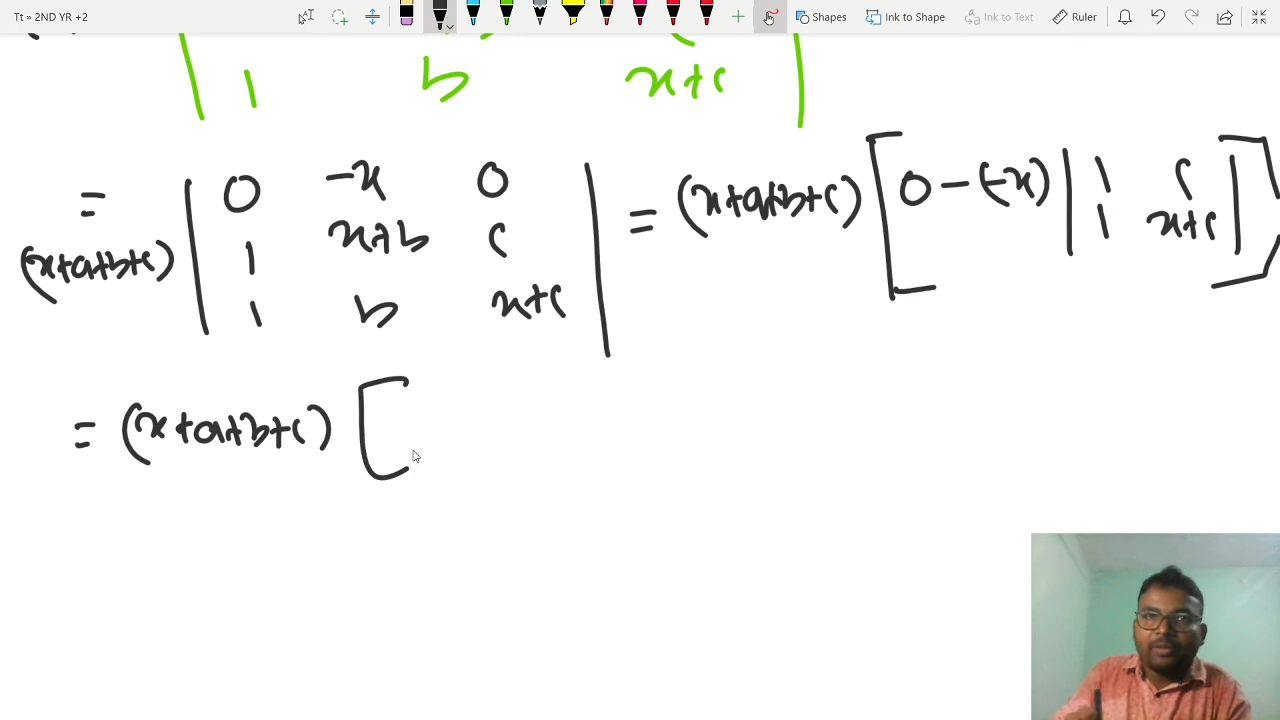 Tt » 2ND YR +2
Shapes Ink to Shape Ink to Text Ruler
1 b x+c
= (x+a+b+c) | 0 -x 0 | = (x+a+b+c) [ 0 - (-x) | 1 c |
1 x+b c | 1 x+c | ]
1 b x+c |
= (x+a+b+c) [